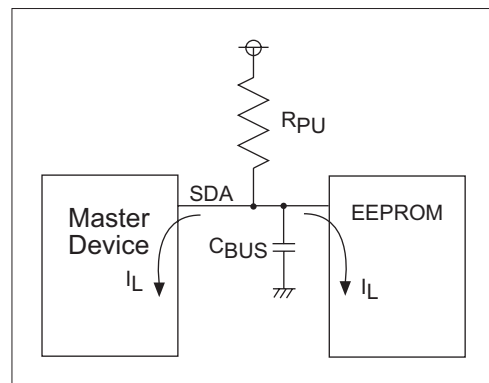 RPU
SDA
Master
Device
EEPROM
CBUS
IL
IL